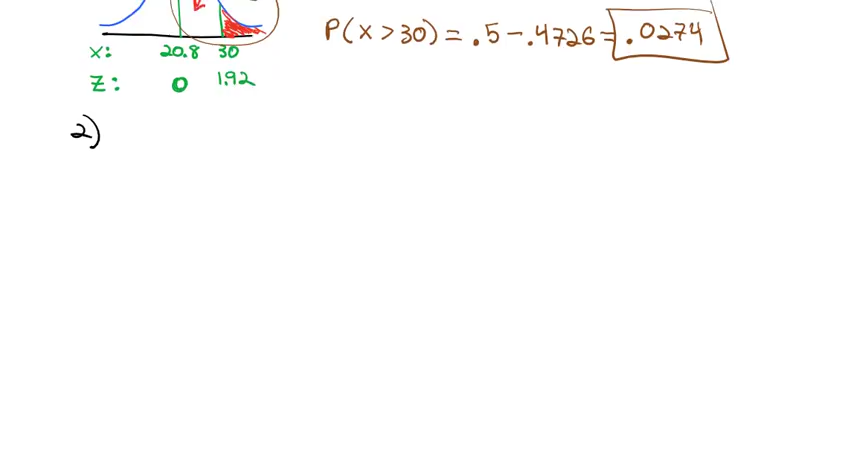 P(x > 30) = .5 - .4726 = .0274
x: 20.8 30
z: 0 1.92
2)